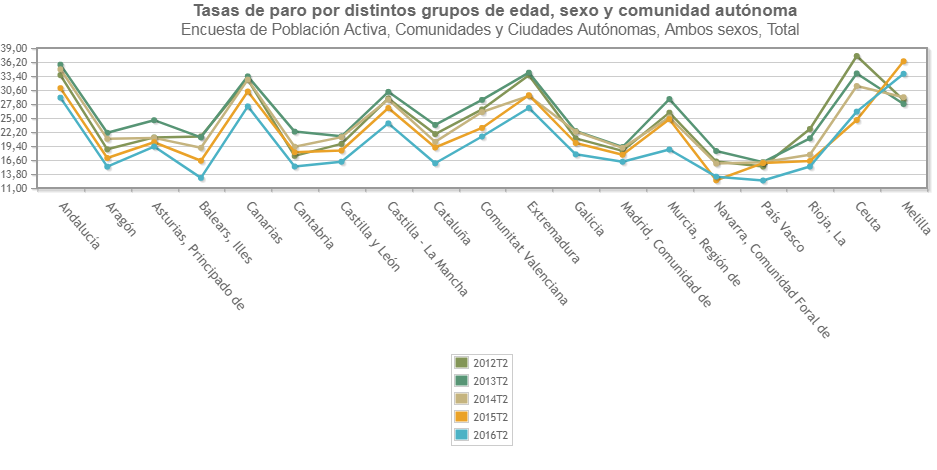 Tasas de paro por distintos grupos de edad, sexo y comunidad autónoma
Encuesta de Población Activa, Comunidades y Ciudades Autónomas, Ambos sexos, Total
39,00
36,20
33,40
30,60
27,80
25,00
22,20
19,40
16,60
13,80
11,00
Andalucía
Aragón
Asturias, Principado de
Balears, Illes
Canarias
Cantabria
Castilla y León
Castilla - La Mancha
Cataluña
Comunitat Valenciana
Extremadura
Galicia
Madrid, Comunidad de
Murcia, Región de
Navarra, Comunidad Foral de
País Vasco
Rioja, La
Ceuta
Melilla
2012T2
2013T2
2014T2
2015T2
2016T2